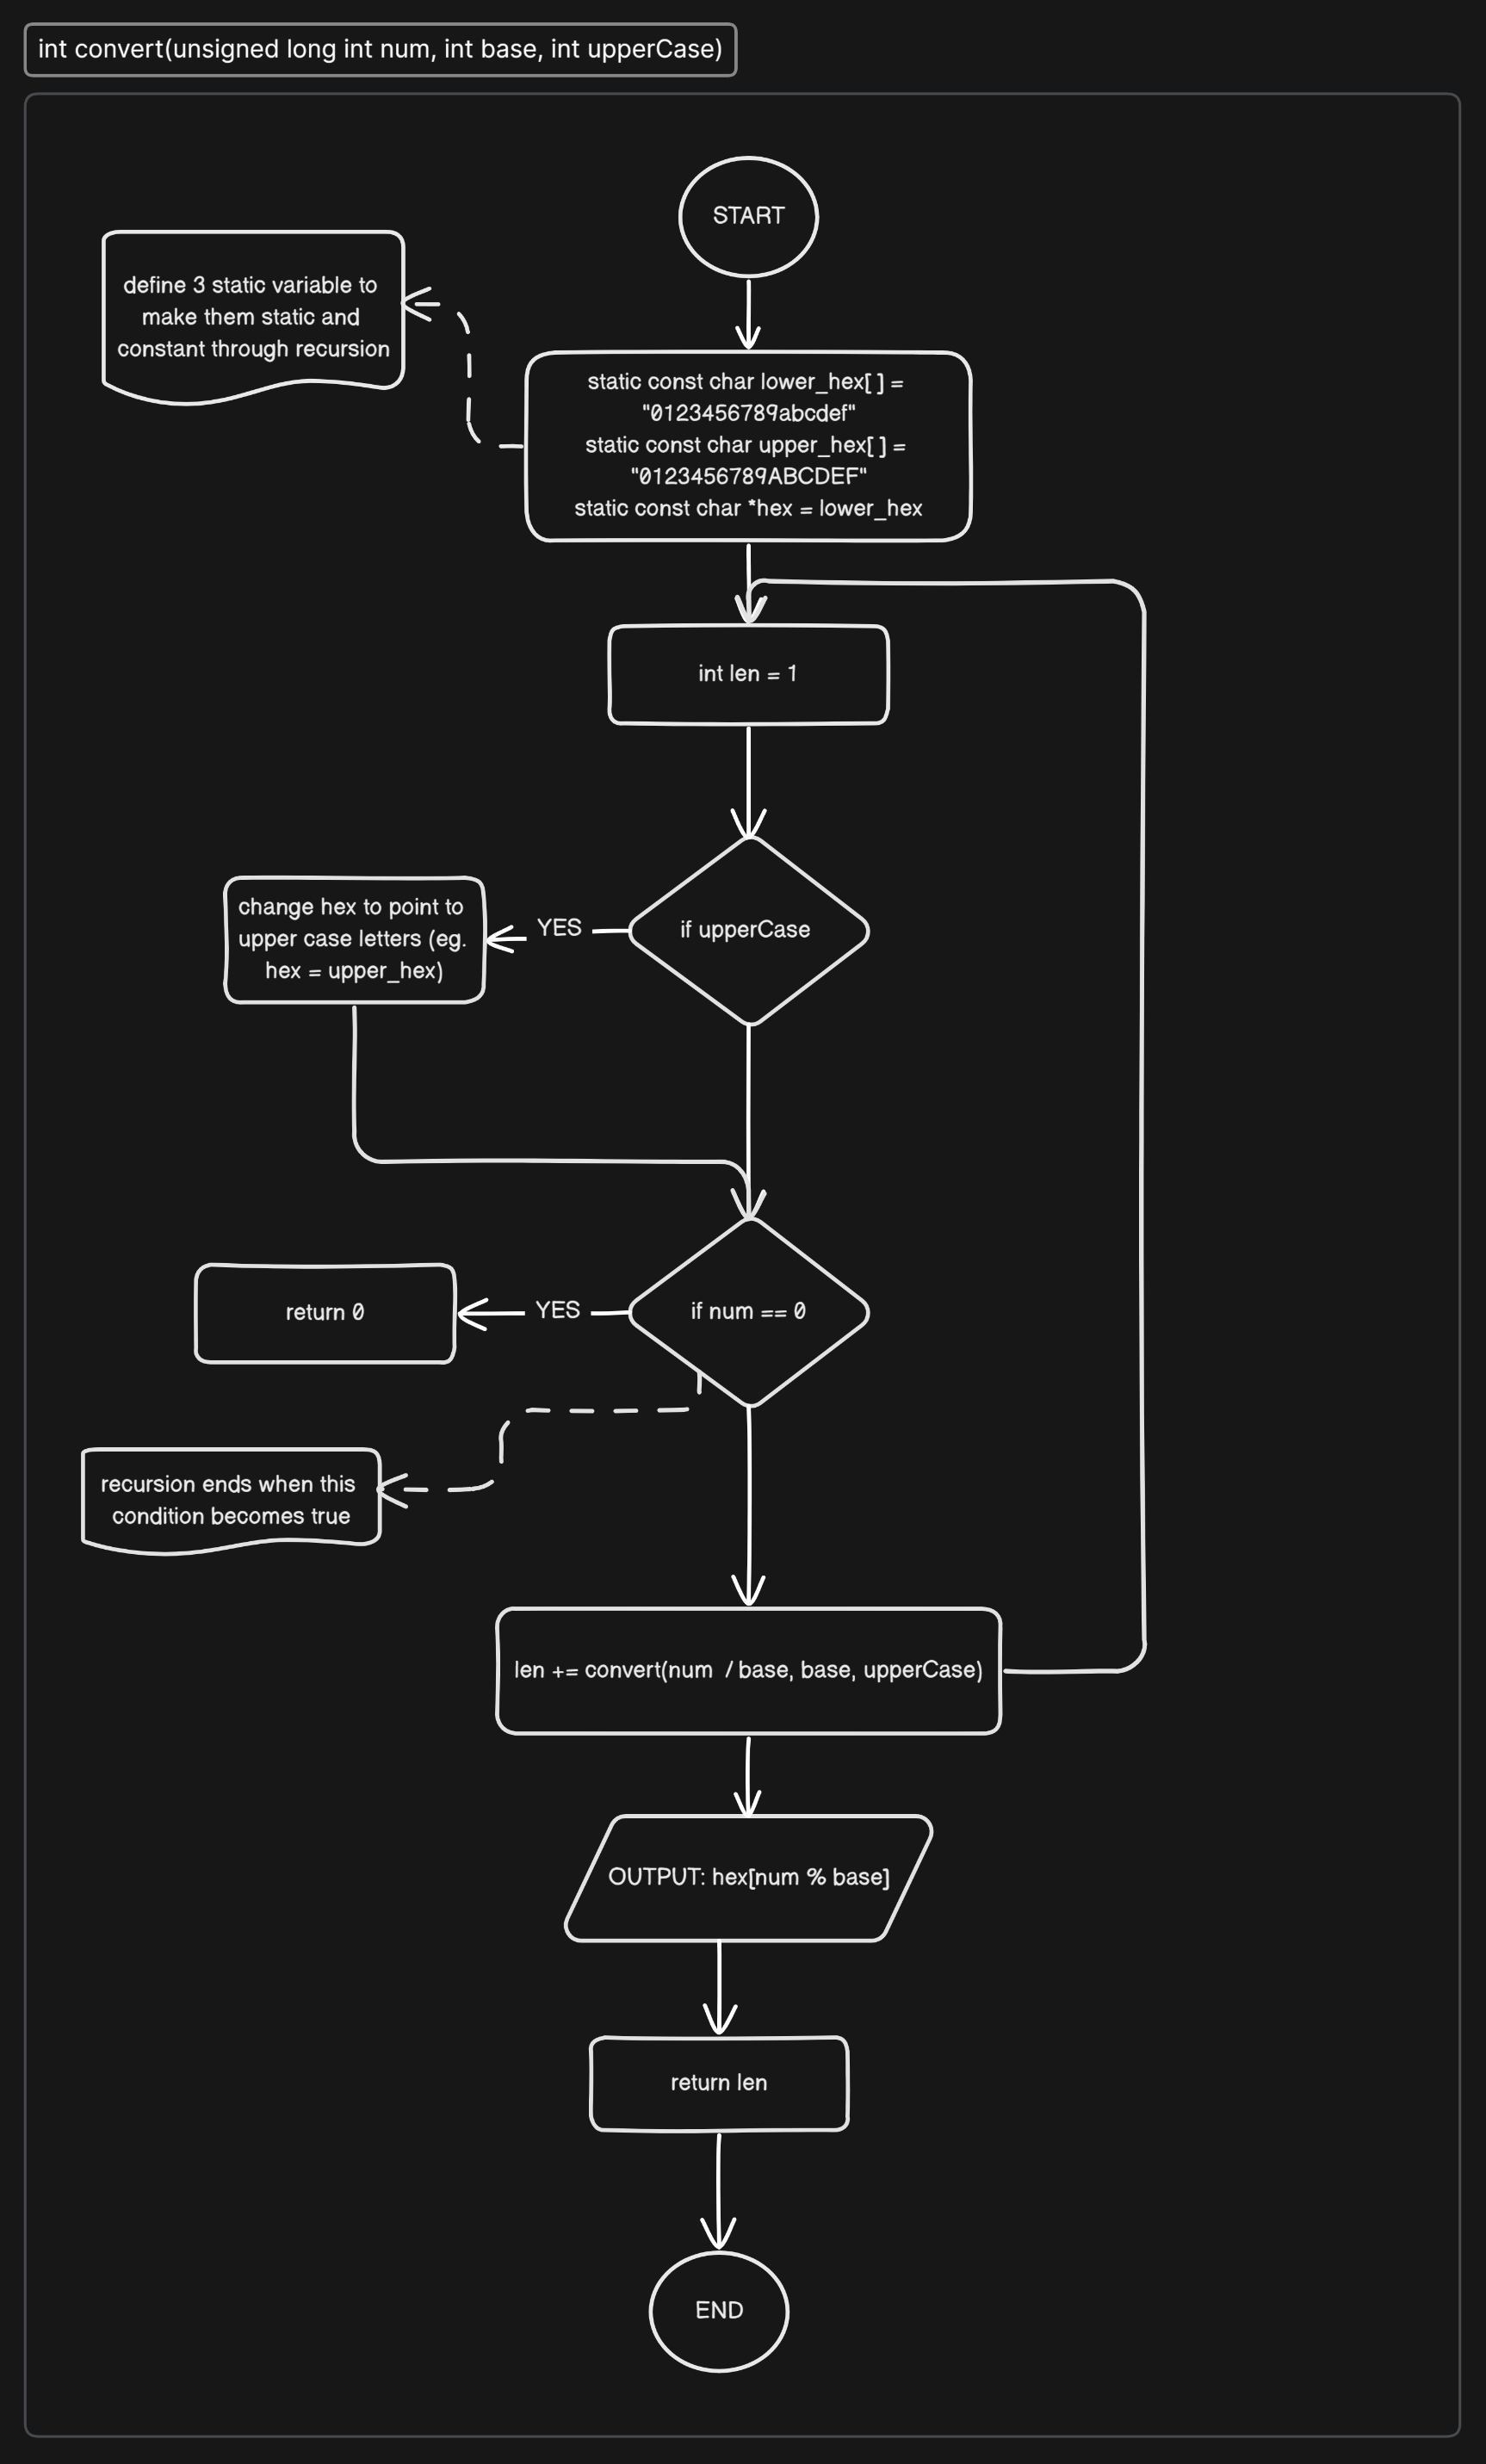 int convert(unsigned long int num, int base, int upperCase)
START
define 3 static variable to
make them static and
constant through recursion
static const char lower_hex[ ] =
"0123456789abcdef"
static const char upper_hex[ ] =
"0123456789ABCDEF"
static const char *hex = lower_hex
int len = 1
change hex to point to
upper case letters (eg.
hex = upper_hex)
YES
if upperCase
return 0
YES
if num == 0
recursion ends when this
condition becomes true
len += convert(num / base, base, upperCase)
OUTPUT: hex[num % base]
return len
END